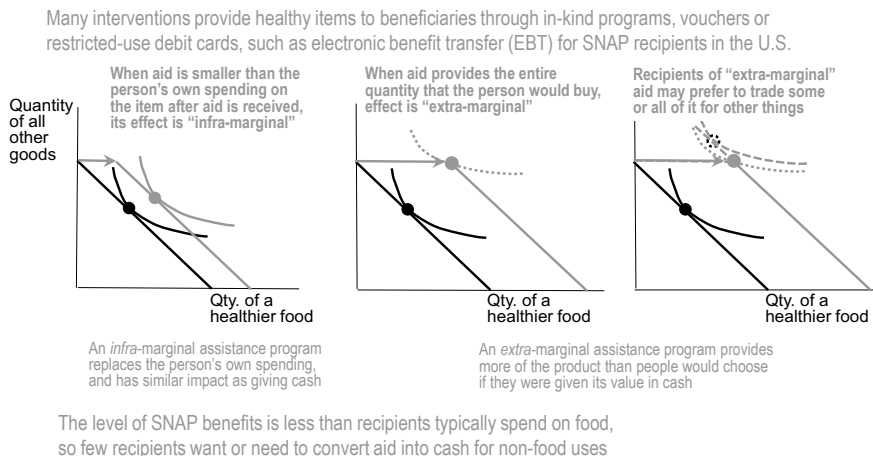 Many interventions provide healthy items to beneficiaries through in-kind programs, vouchers or
restricted-use debit cards, such as electronic benefit transfer (EBT) for SNAP recipients in the U.S.
When aid is smaller than the
person's own spending on
the item after aid is received,
its effect is "infra-marginal"
When aid provides the entire
quantity that the person would buy,
effect is "extra-marginal"
Recipients of "extra-marginal"
aid may prefer to trade some
or all of it for other things
Quantity
of all
other
goods
Qty. of a
healthier food
Qty. of a
healthier food
Qty. of a
healthier food
An infra-marginal assistance program
replaces the person's own spending,
and has similar impact as giving cash
An extra-marginal assistance program provides
more of the product than people would choose
if they were given its value in cash
The level of SNAP benefits is less than recipients typically spend on food,
so few recipients want or need to convert aid into cash for non-food uses